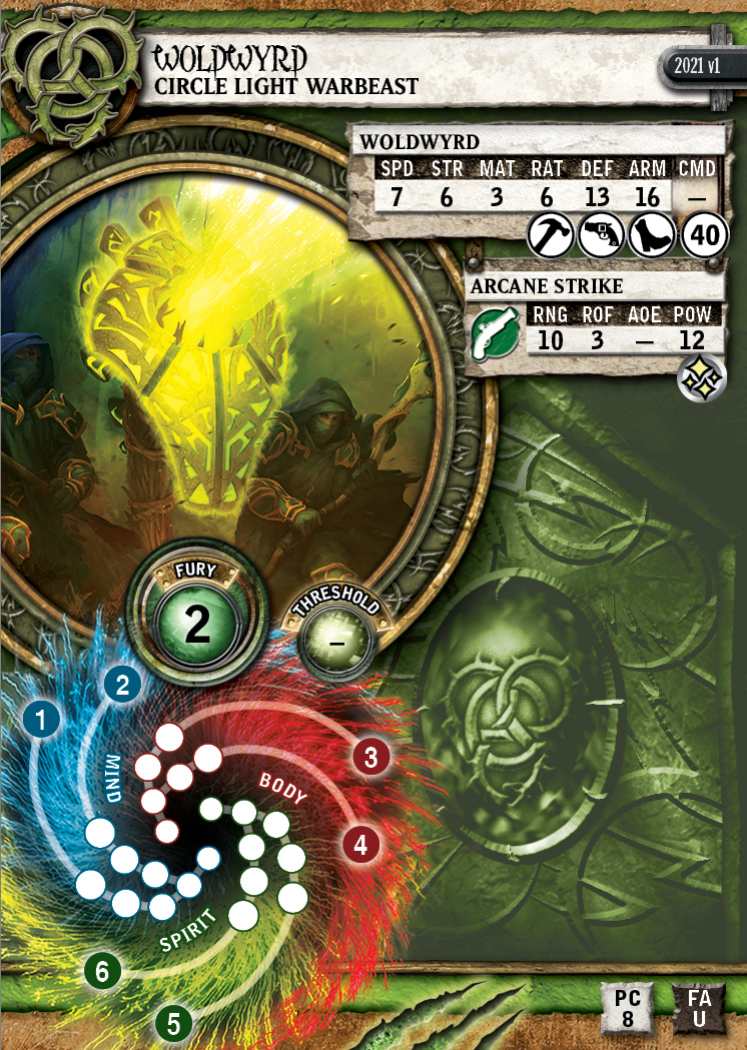 WOLDWYRD
CIRCLE LIGHT WARBEAST
2021 v1
WOLDWYRD
SPD STR MAT RAT DEF ARM CMD
7 6 3 6 13 16 –
40
ARCANE STRIKE
RNG ROF AOE POW
10 3 – 12
FURY
2
THRESHOLD
–
1
2
3
4
MIND
BODY
SPIRIT
6
5
PC
8
FA
U